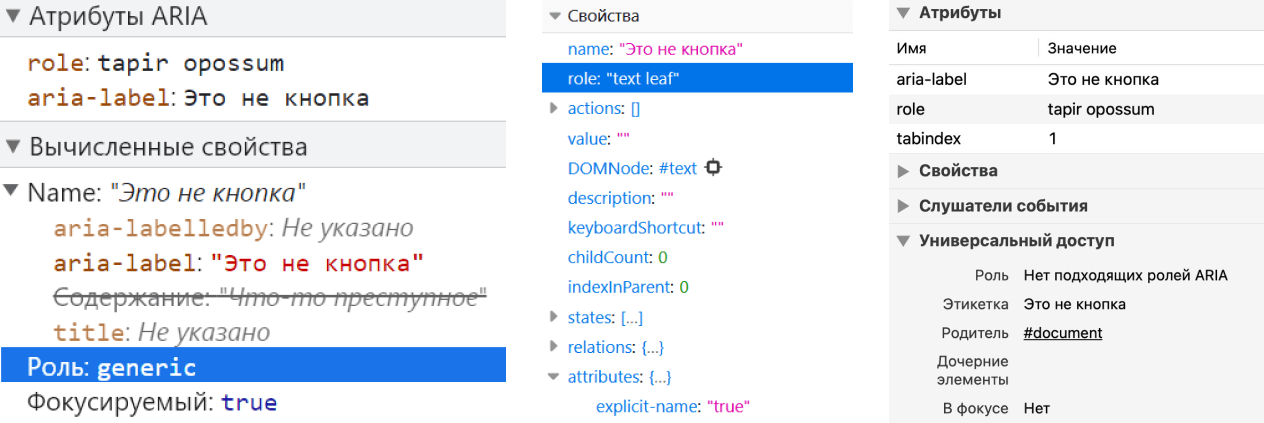 Атрибуты ARIA
role: tapir opossum
aria-label: Это не кнопка
Вычисленные свойства
Name: "Это не кнопка"
aria-labelledby: Не указано
aria-label: "Это не кнопка"
Содержание: "Что-то преступное"
title: Не указано
Роль: generic
Фокусируемый: true
Свойства
name: "Это не кнопка"
role: "text leaf"
actions: []
value: ""
DOMNode: #text
description: ""
keyboardShortcut: ""
childCount: 0
indexInParent: 0
states: [...]
relations: {...}
attributes: {...}
explicit-name: "true"
Атрибуты
Имя Значение
aria-label Это не кнопка
role tapir opossum
tabindex 1
Свойства
Слушатели события
Универсальный доступ
Роль Нет подходящих ролей ARIA
Этикетка Это не кнопка
Родитель #document
Дочерние
элементы
В фокусе Нет